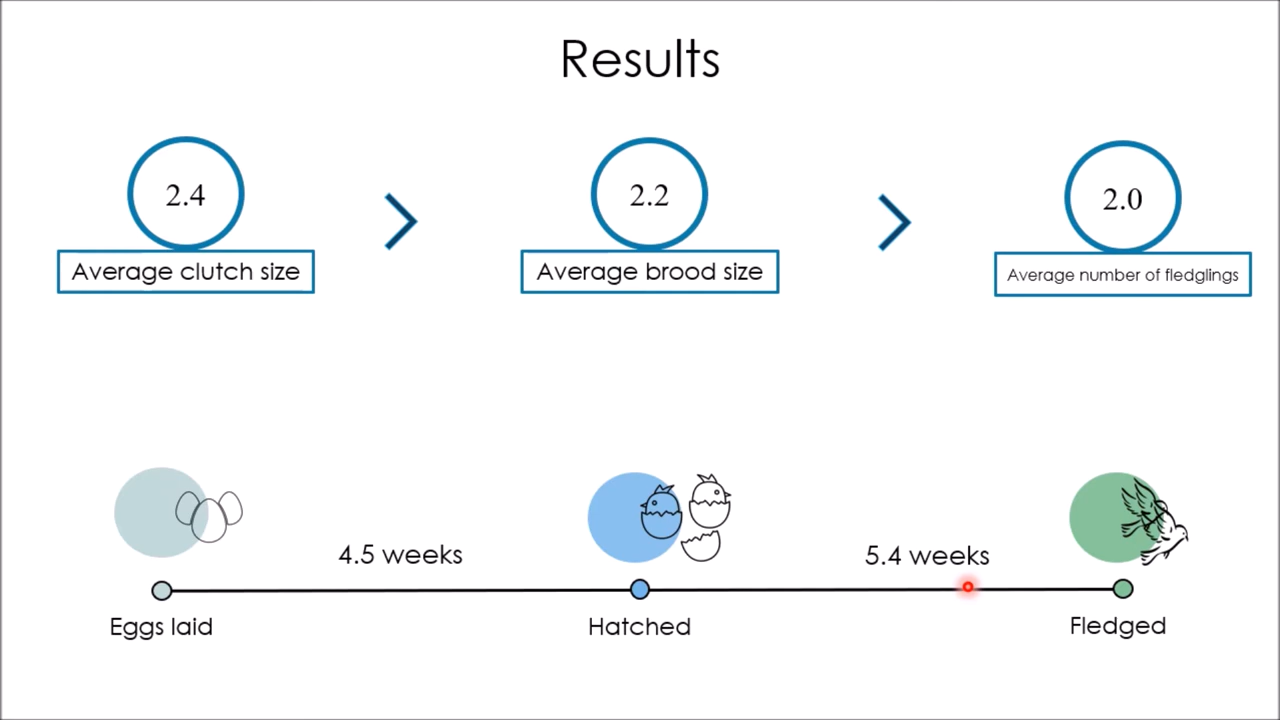 Results
2.4
2.2
2.0
Average clutch size
Average brood size
Average number of fledglings
4.5 weeks
5.4 weeks
Eggs laid
Hatched
Fledged